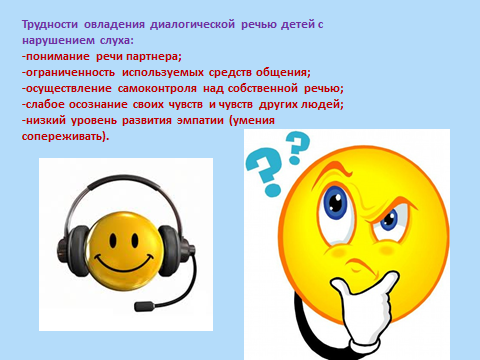 Трудности овладения диалогической речью детей с
нарушением слуха:
-понимание речи партнера;
-ограниченность используемых средств общения;
-осуществление самоконтроля над собственной речью;
-слабое осознание своих чувств и чувств других людей;
-низкий уровень развития эмпатии (умения
сопереживать).
? ?